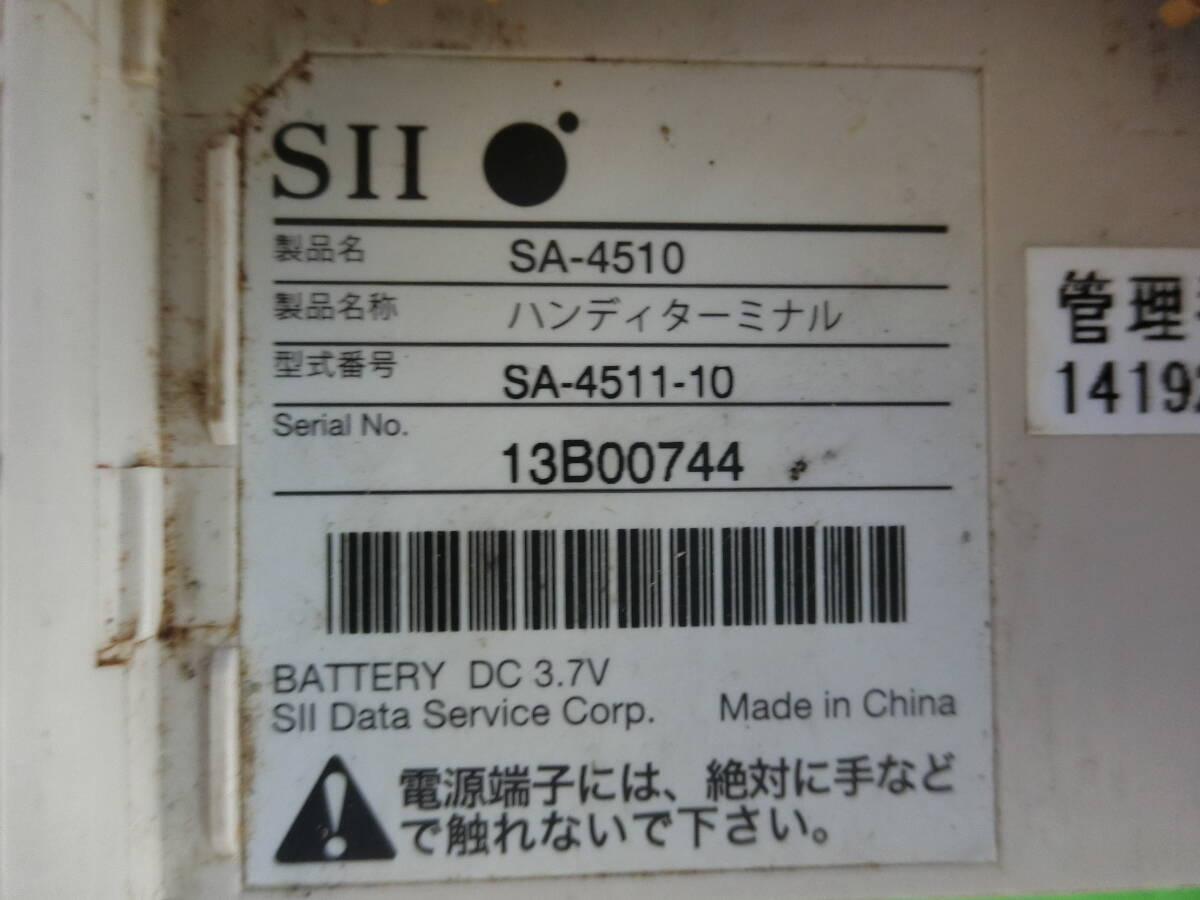 SII
製品名 SA-4510
製品名称 ハンディターミナル
型式番号 SA-4511-10
Serial No. 13B00744
BATTERY DC 3.7V
SII Data Service Corp. Made in China
電源端子には、絶対に手など
で触れないで下さい。
管理
1419